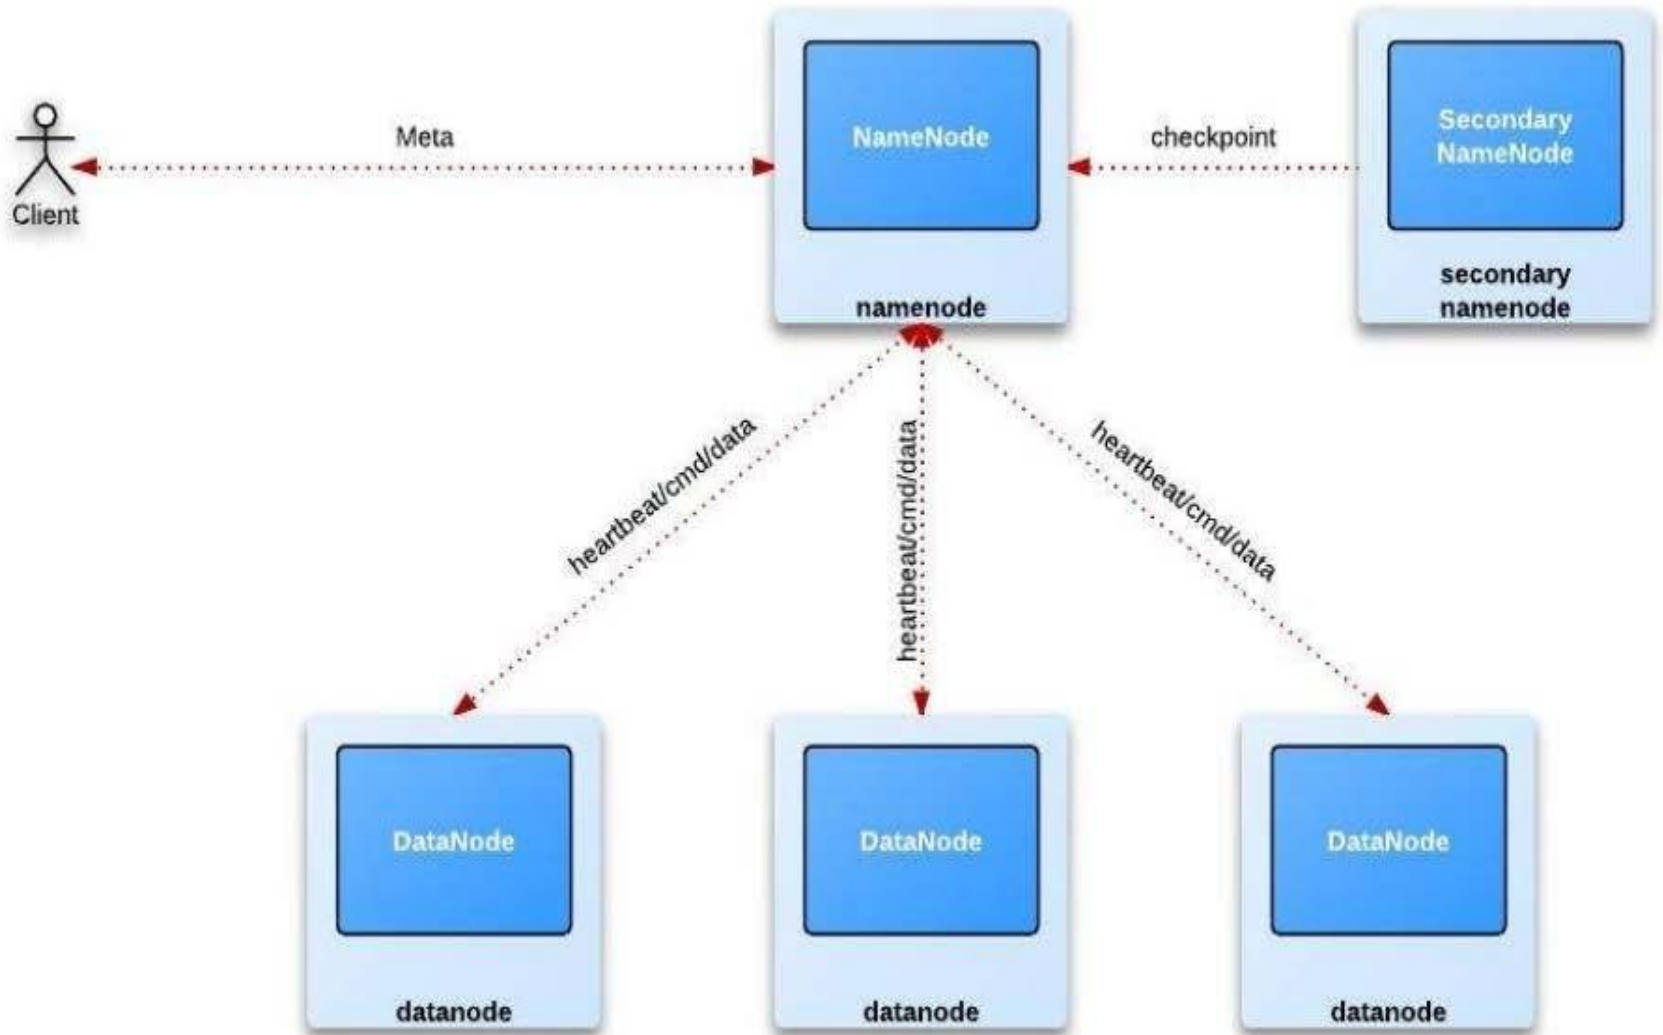 Meta
NameNode
checkpoint
Secondary
NameNode
Client
secondary
namenode
namenode
heartbeat/cmd/data
heartbeat/cmd/data
heartbeat/cmd/data
DataNode
DataNode
DataNode
datanode
datanode
datanode